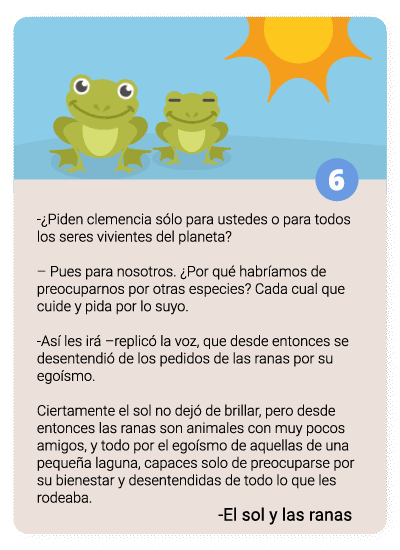 6
-¿Piden clemencia sólo para ustedes o para todos
los seres vivientes del planeta?
– Pues para nosotros. ¿Por qué habríamos de
preocuparnos por otras especies? Cada cual que
cuide y pida por lo suyo.
-Así les irá –replicó la voz, que desde entonces se
desentendió de los pedidos de las ranas por su
egoísmo.
Ciertamente el sol no dejó de brillar, pero desde
entonces las ranas son animales con muy pocos
amigos, y todo por el egoísmo de aquellas de una
pequeña laguna, capaces solo de preocuparse por
su bienestar y desentendidas de todo lo que les
rodeaba.
-El sol y las ranas